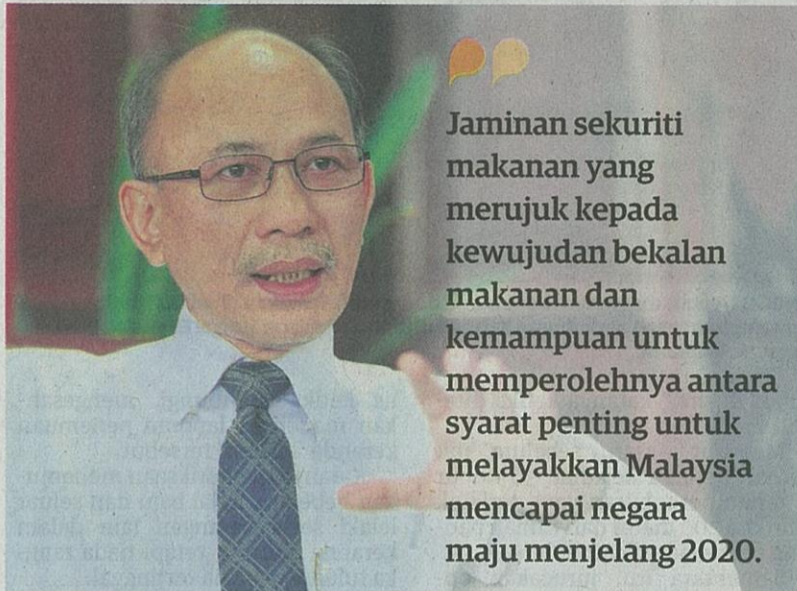 Jaminan sekuriti
makanan yang
merujuk kepada
kewujudan bekalan
makanan dan
kemampuan untuk
memperolehnya antara
syarat penting untuk
melayakkan Malaysia
mencapai negara
maju menjelang 2020.